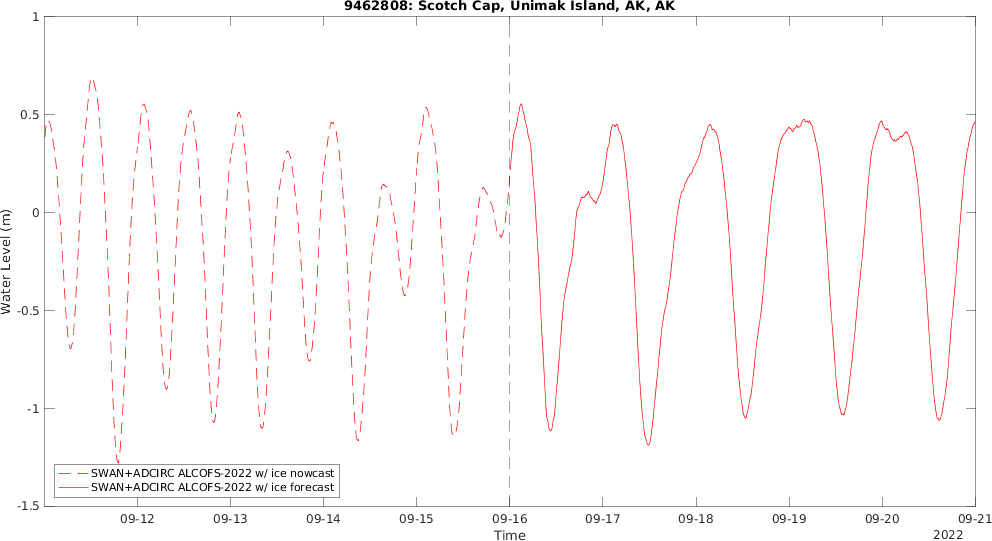 9462808: Scotch Cap, Unimak Island, AK, AK
1
0.5
0
-0.5
-1
-1.5
Water Level (m)
SWAN+ADCIRC ALCOFS-2022 w/ ice nowcast
SWAN+ADCIRC ALCOFS-2022 w/ ice forecast
09-12 09-13 09-14 09-15 09-16 09-17 09-18 09-19 09-20 09-21
Time
2022